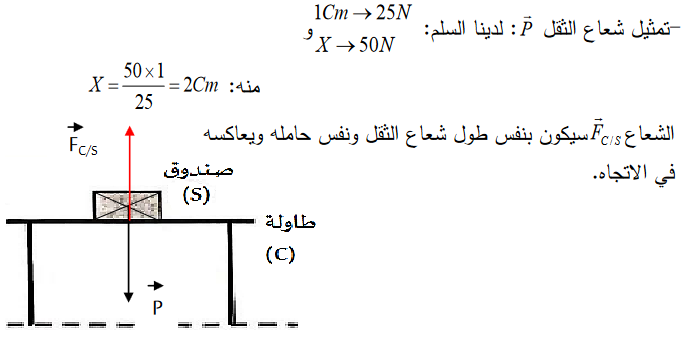 –تمثيل شعاع الثقل P⃗ : لدينا السلم: 1Cm → 25N و
X → 50N
منه: X = 50×1/25 = 2Cm
الشعاع F⃗C/S سيكون بنفس طول شعاع الثقل ونفس حامله ويعاكسه
في الاتجاه.
F⃗C/S
صندوق
(S)
طاولة
(C)
P⃗